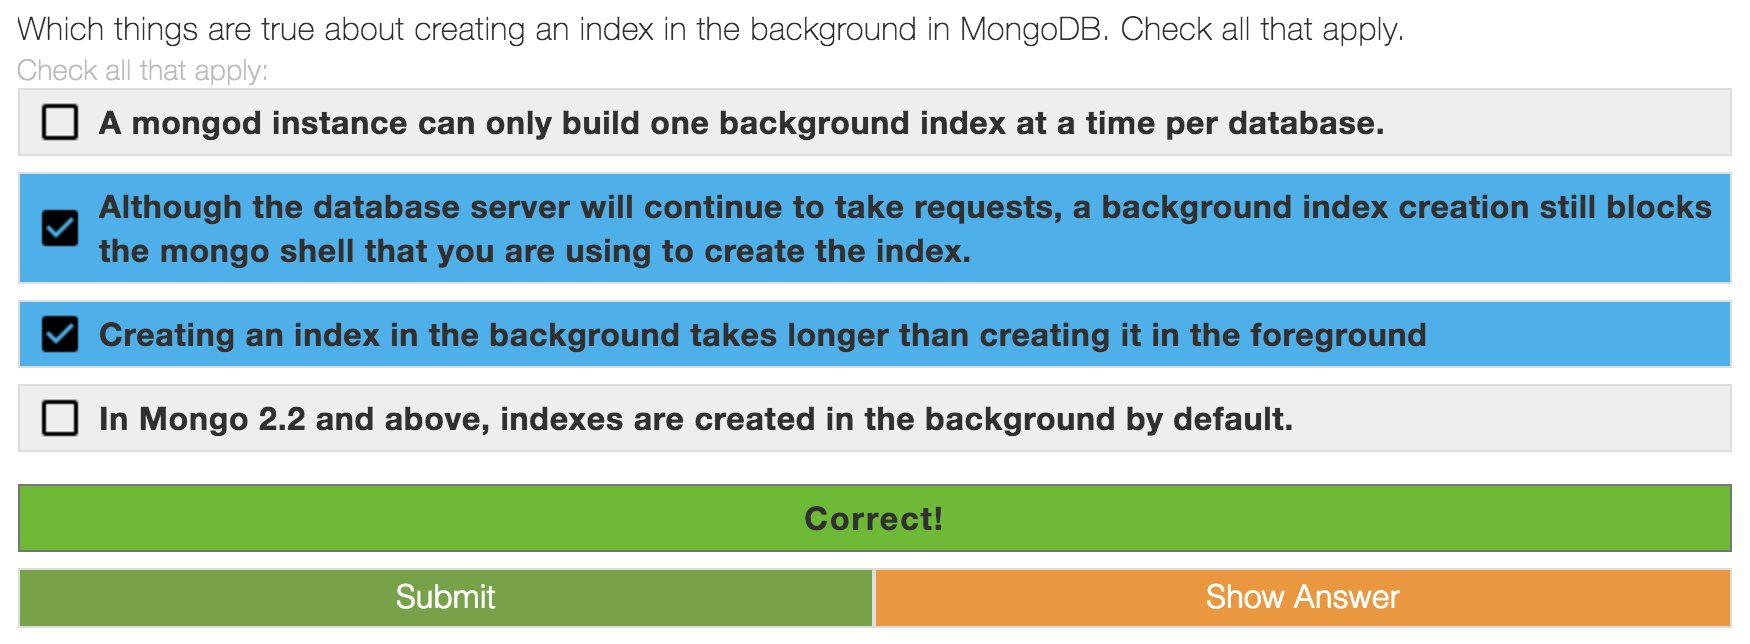 Which things are true about creating an index in the background in MongoDB. Check all that apply.
Check all that apply:
A mongod instance can only build one background index at a time per database.
Although the database server will continue to take requests, a background index creation still blocks
the mongo shell that you are using to create the index.
Creating an index in the background takes longer than creating it in the foreground
In Mongo 2.2 and above, indexes are created in the background by default.
Correct!
Submit
Show Answer